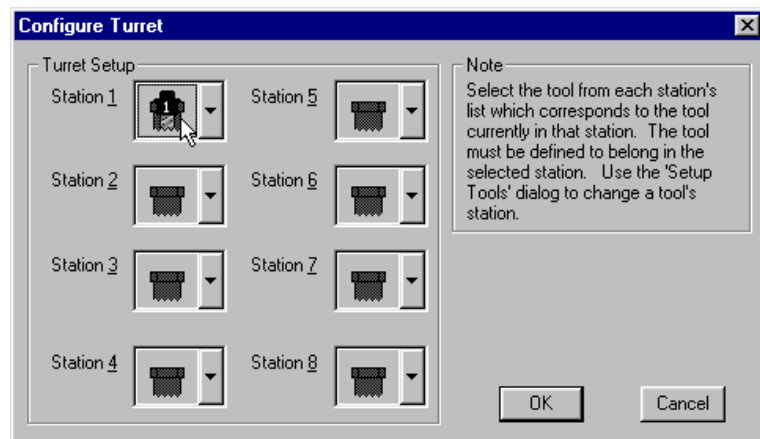 Configure Turret
Turret Setup
Station 1
1
Station 2
Station 3
Station 4
Station 5
Station 6
Station 7
Station 8
Note
Select the tool from each station's
list which corresponds to the tool
currently in that station.  The tool
must be defined to belong in the
selected station.   Use the 'Setup
Tools' dialog to change a tool's
station.
OK
Cancel